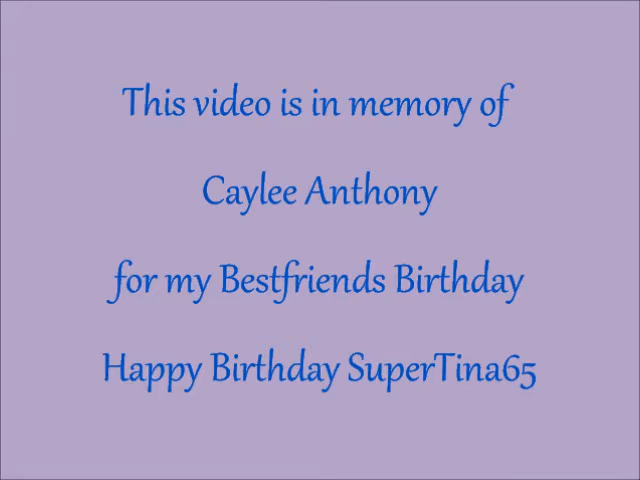 This video is in memory of
Caylee Anthony
for my Bestfriends Birthday
Happy Birthday SuperTina65